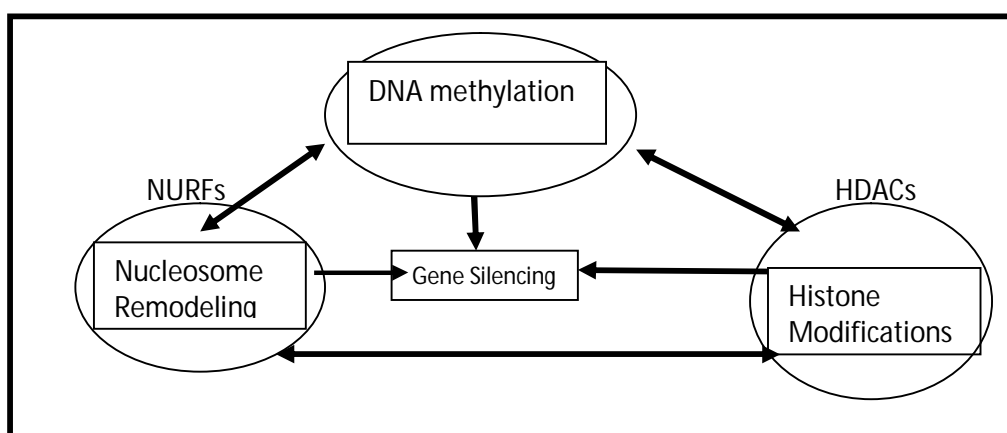 DNA methylation
NURFs
HDACs
Nucleosome
Remodeling
Gene Silencing
Histone
Modifications